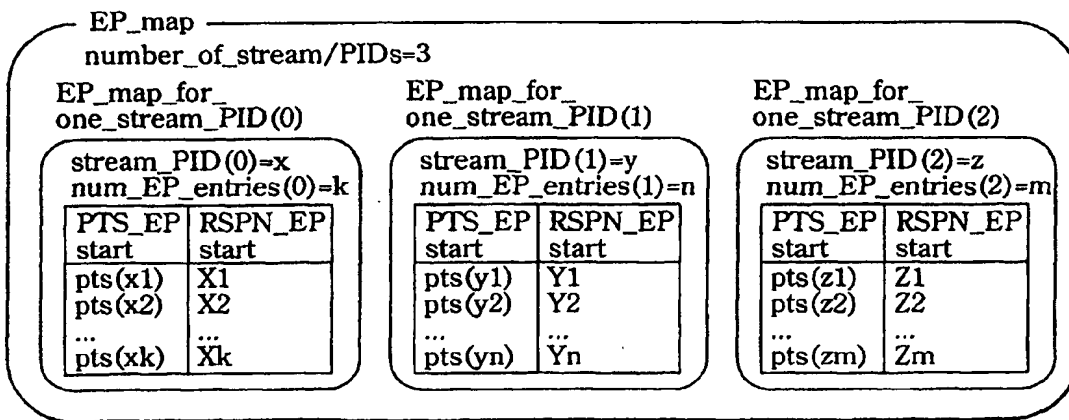 EP_map
number_of_stream/PIDs=3
EP_map_for_
one_stream_PID(0)
stream_PID(0)=x
num_EP_entries(0)=k
PTS_EP RSPN_EP
start start
pts(x1) X1
pts(x2) X2
... ...
pts(xk) Xk
EP_map_for_
one_stream_PID(1)
stream_PID(1)=y
num_EP_entries(1)=n
PTS_EP RSPN_EP
start start
pts(y1) Y1
pts(y2) Y2
... ...
pts(yn) Yn
EP_map_for_
one_stream_PID(2)
stream_PID(2)=z
num_EP_entries(2)=m
PTS_EP RSPN_EP
start start
pts(z1) Z1
pts(z2) Z2
... ...
pts(zm) Zm